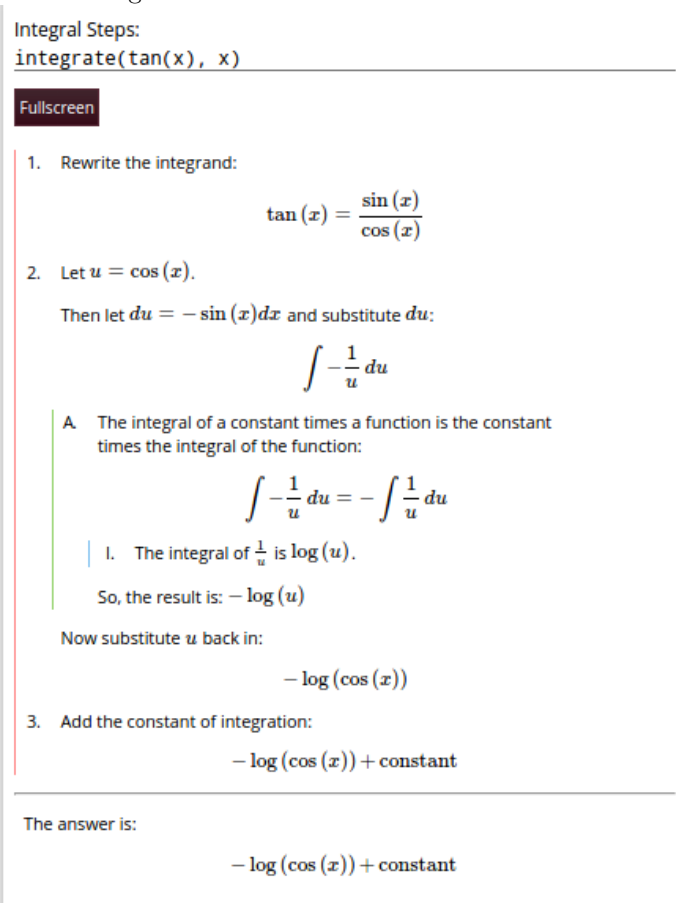 Integral Steps:
integrate(tan(x), x)
Fullscreen
1. Rewrite the integrand:
tan (x) = sin (x) / cos (x)
2. Let u = cos (x).
Then let du = − sin (x)dx and substitute du:
∫ −1/u du
A. The integral of a constant times a function is the constant
times the integral of the function:
∫ −1/u du = − ∫ 1/u du
I. The integral of 1/u is log (u).
So, the result is: − log (u)
Now substitute u back in:
− log (cos (x))
3. Add the constant of integration:
− log (cos (x)) + constant
The answer is:
− log (cos (x)) + constant